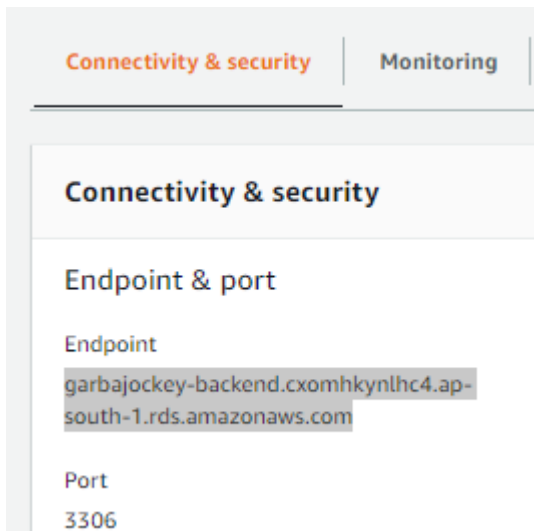 Connectivity & security
Monitoring
Connectivity & security
Endpoint & port
Endpoint
garbajockey-backend.cxomhkynlhc4.ap-
south-1.rds.amazonaws.com
Port
3306